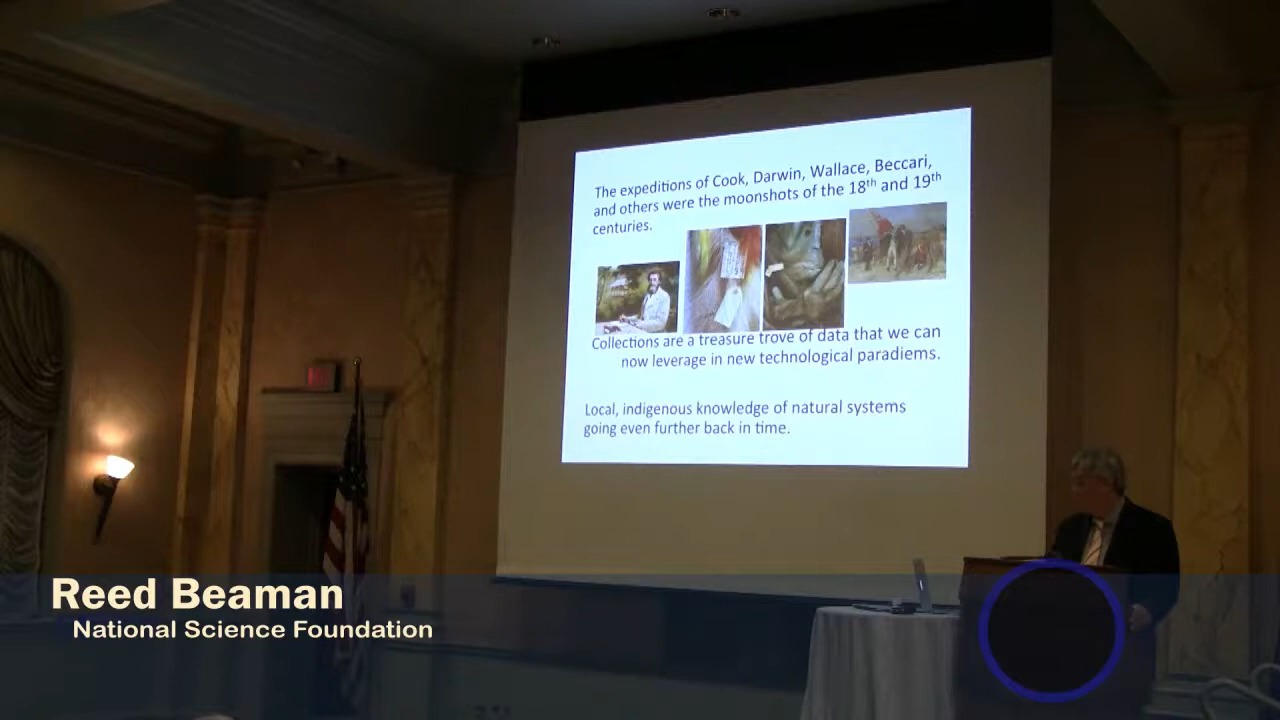 The expeditions of Cook, Darwin, Wallace, Beccari,
and others were the moonshots of the 18th and 19th
centuries.
Collections are a treasure trove of data that we can
now leverage in new technological paradiems.
Local, indigenous knowledge of natural systems
going even further back in time.
Reed Beaman
National Science Foundation